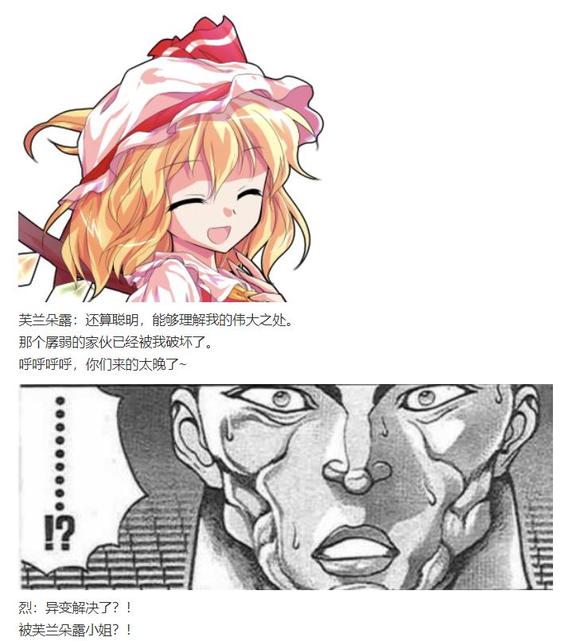 芙兰朵露：还算聪明，能够理解我的伟大之处。
那个孱弱的家伙已经被我破坏了。
呼呼呼呼，你们来的太晚了~
………!?
烈：异变解决了？！
被芙兰朵露小姐？！